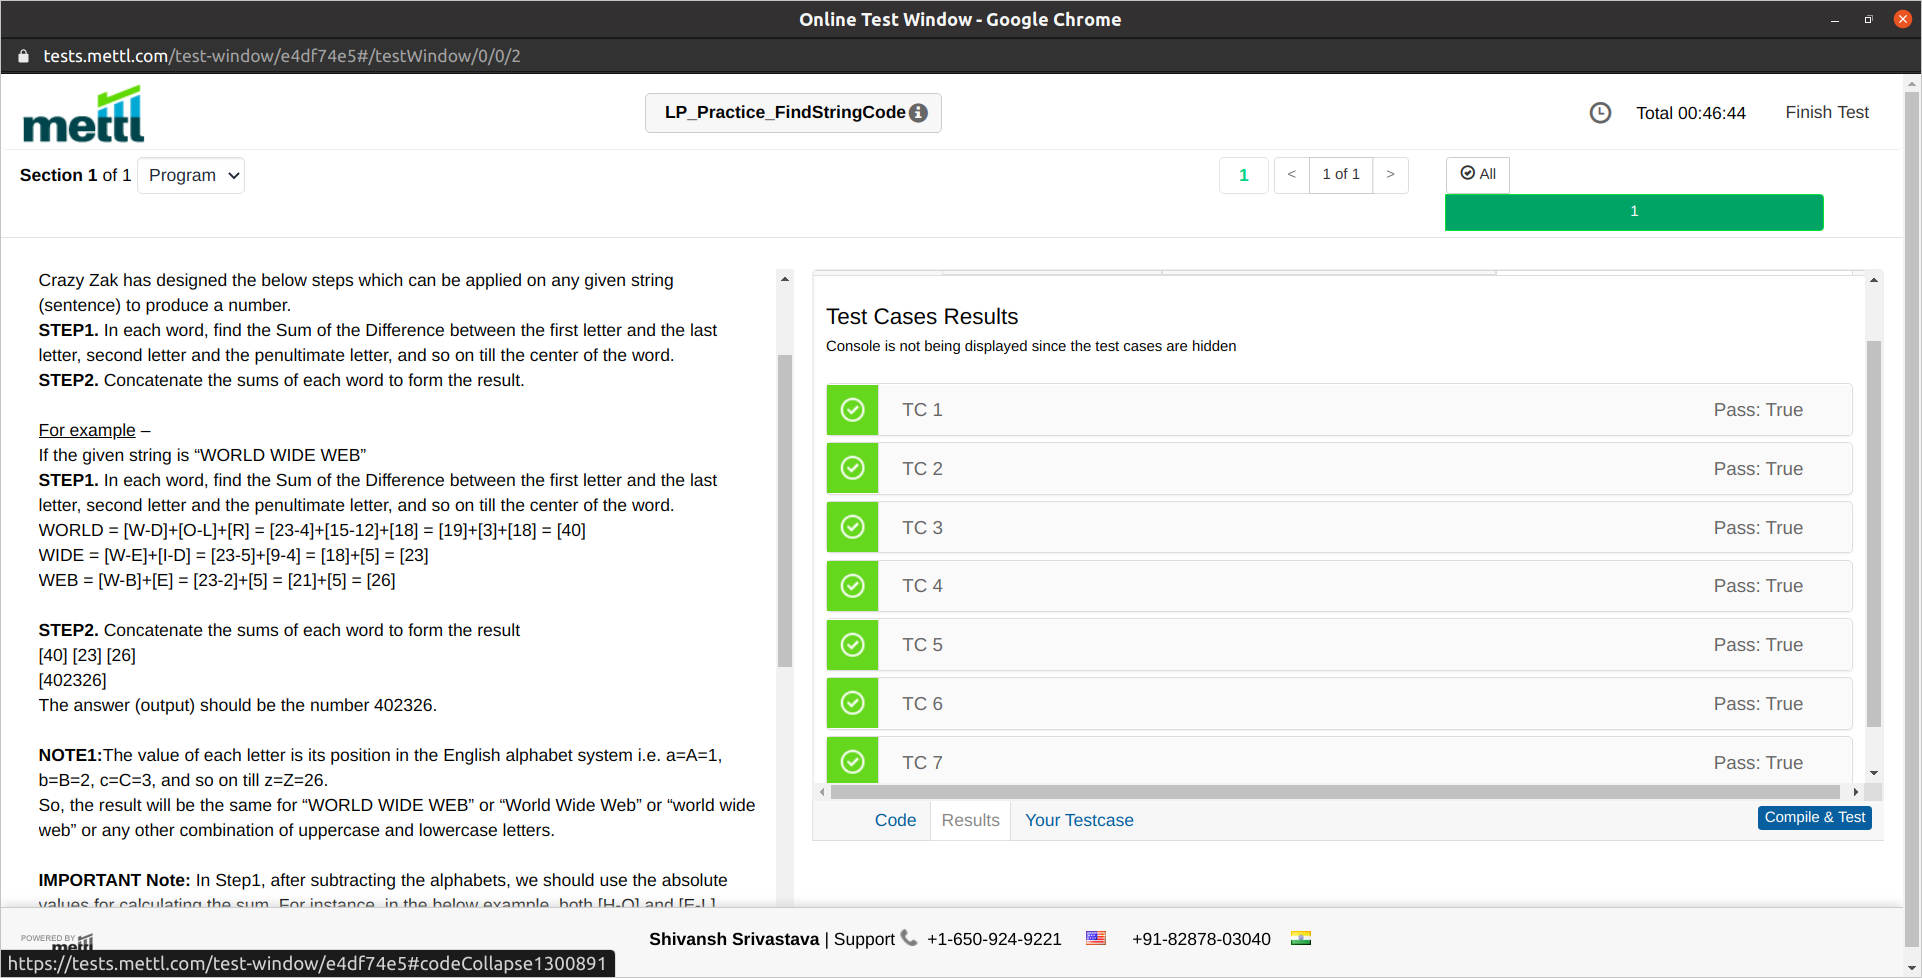 Online Test Window - Google Chrome
tests.mettl.com/test-window/e4df74e5#/testWindow/0/0/2
mettl
LP_Practice_FindStringCode
Total 00:46:44
Finish Test
Section 1 of 1
Program
1
<
1 of 1
>
All
1
Crazy Zak has designed the below steps which can be applied on any given string
(sentence) to produce a number.
STEP1. In each word, find the Sum of the Difference between the first letter and the last
letter, second letter and the penultimate letter, and so on till the center of the word.
STEP2. Concatenate the sums of each word to form the result.
For example –
If the given string is “WORLD WIDE WEB”
STEP1. In each word, find the Sum of the Difference between the first letter and the last
letter, second letter and the penultimate letter, and so on till the center of the word.
WORLD = [W-D]+[O-L]+[R] = [23-4]+[15-12]+[18] = [19]+[3]+[18] = [40]
WIDE = [W-E]+[I-D] = [23-5]+[9-4] = [18]+[5] = [23]
WEB = [W-B]+[E] = [23-2]+[5] = [21]+[5] = [26]
STEP2. Concatenate the sums of each word to form the result
[40] [23] [26]
[402326]
The answer (output) should be the number 402326.
NOTE1:The value of each letter is its position in the English alphabet system i.e. a=A=1,
b=B=2, c=C=3, and so on till z=Z=26.
So, the result will be the same for “WORLD WIDE WEB” or “World Wide Web” or “world wide
web” or any other combination of uppercase and lowercase letters.
IMPORTANT Note: In Step1, after subtracting the alphabets, we should use the absolute
values for calculating the sum. For instance, in the below example, both [H-O] and [E-L]
Test Cases Results
Console is not being displayed since the test cases are hidden
TC 1 Pass: True
TC 2 Pass: True
TC 3 Pass: True
TC 4 Pass: True
TC 5 Pass: True
TC 6 Pass: True
TC 7 Pass: True
Code
Results
Your Testcase
Compile & Test
POWERED BY
mettl
Shivansh Srivastava | Support +1-650-924-9221 +91-82878-03040
https://tests.mettl.com/test-window/e4df74e5#codeCollapse1300891